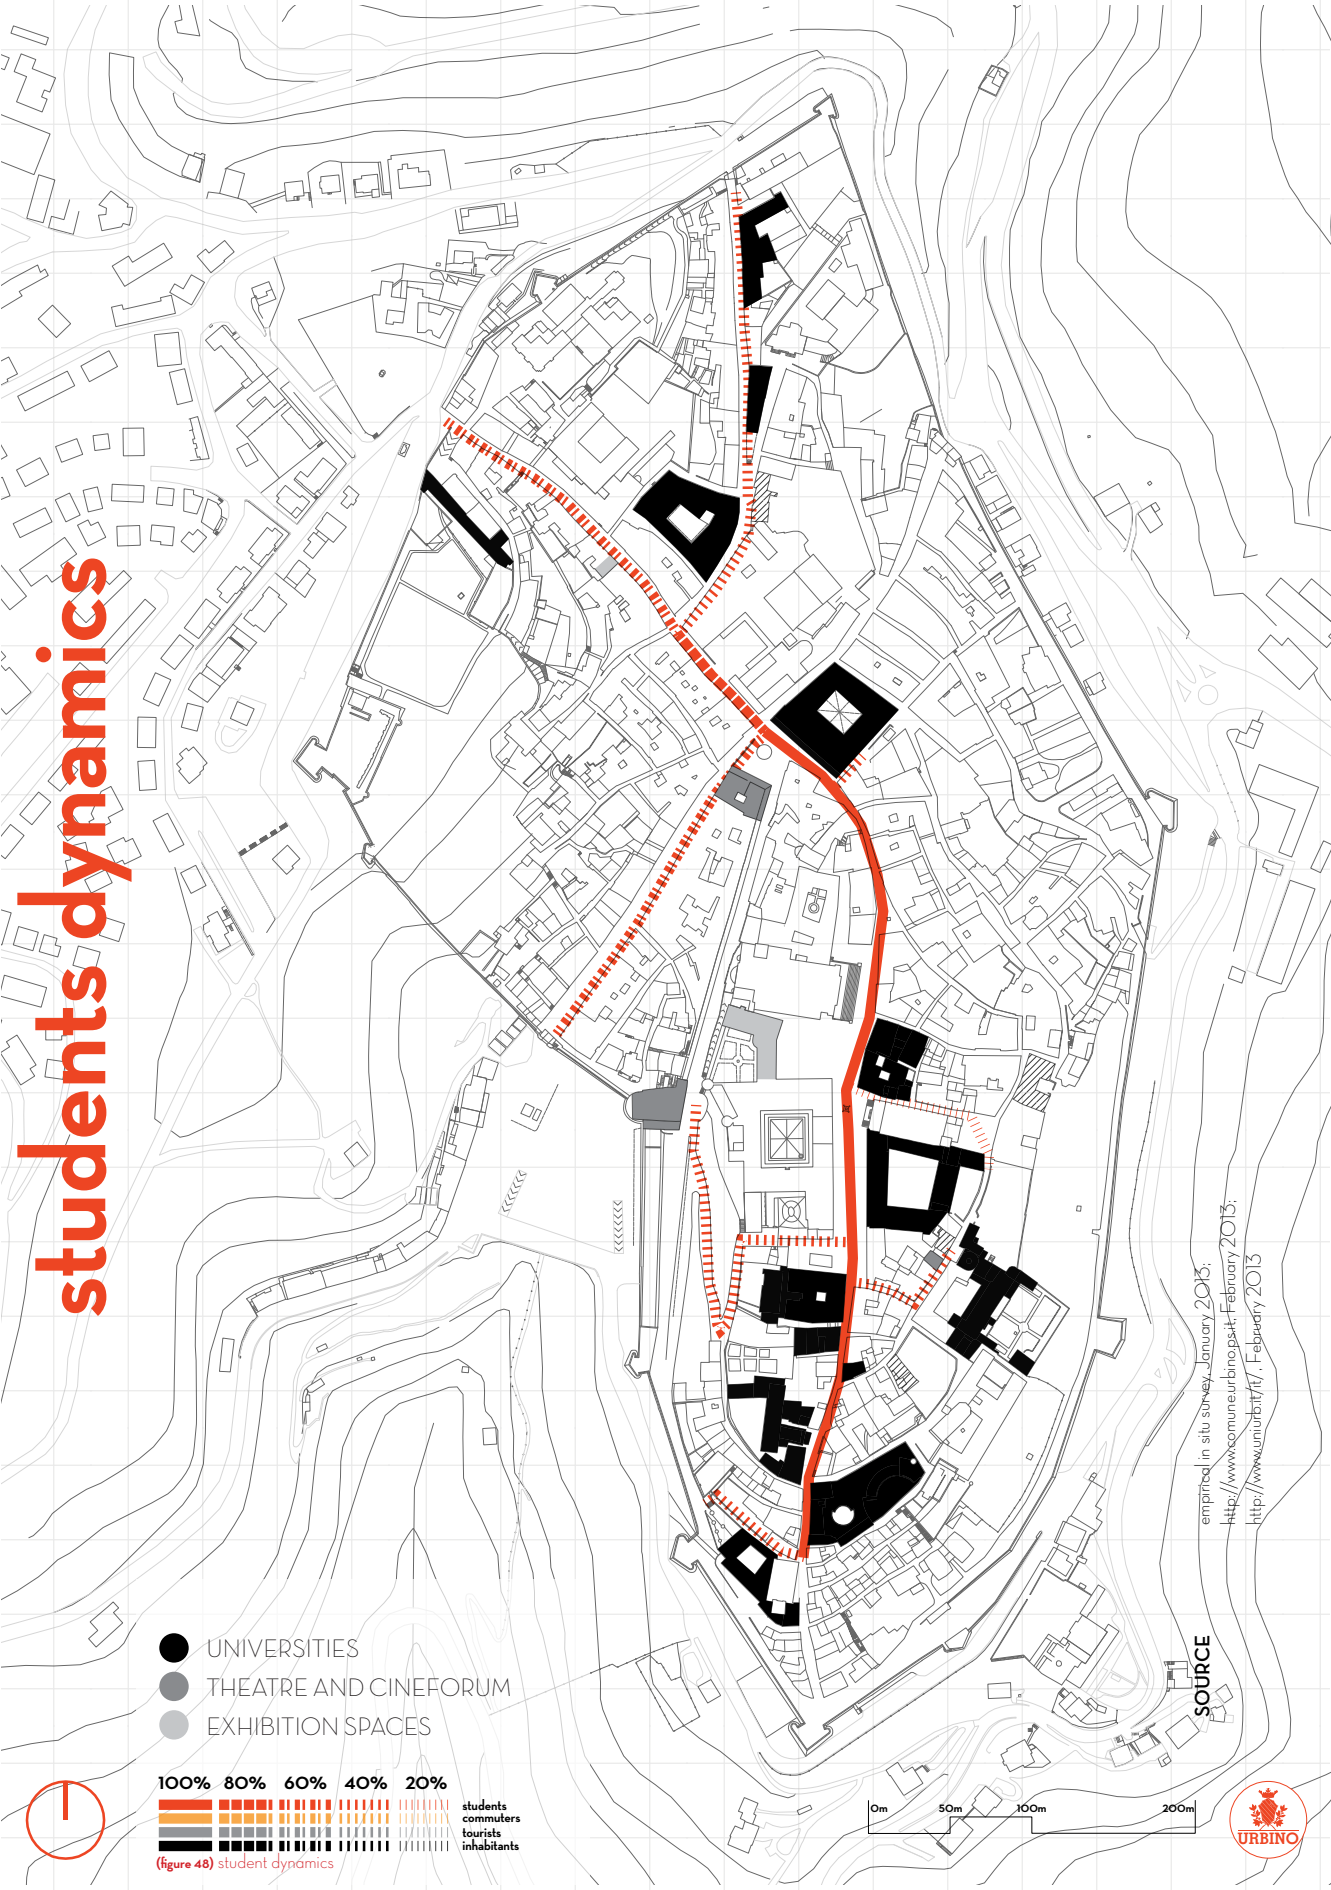 students dynamics
UNIVERSITIES
THEATRE AND CINEFORUM
EXHIBITION SPACES
100% 80% 60% 40% 20%
students
commuters
tourists
inhabitants
(figure 48) student dynamics
SOURCE
empirical in situ survey, January 2013;
http://www.comune.urbino.ps.it, February 2013;
http://www.uniurb.it/it/, February 2013
0m 50m 100m 200m
URBINO